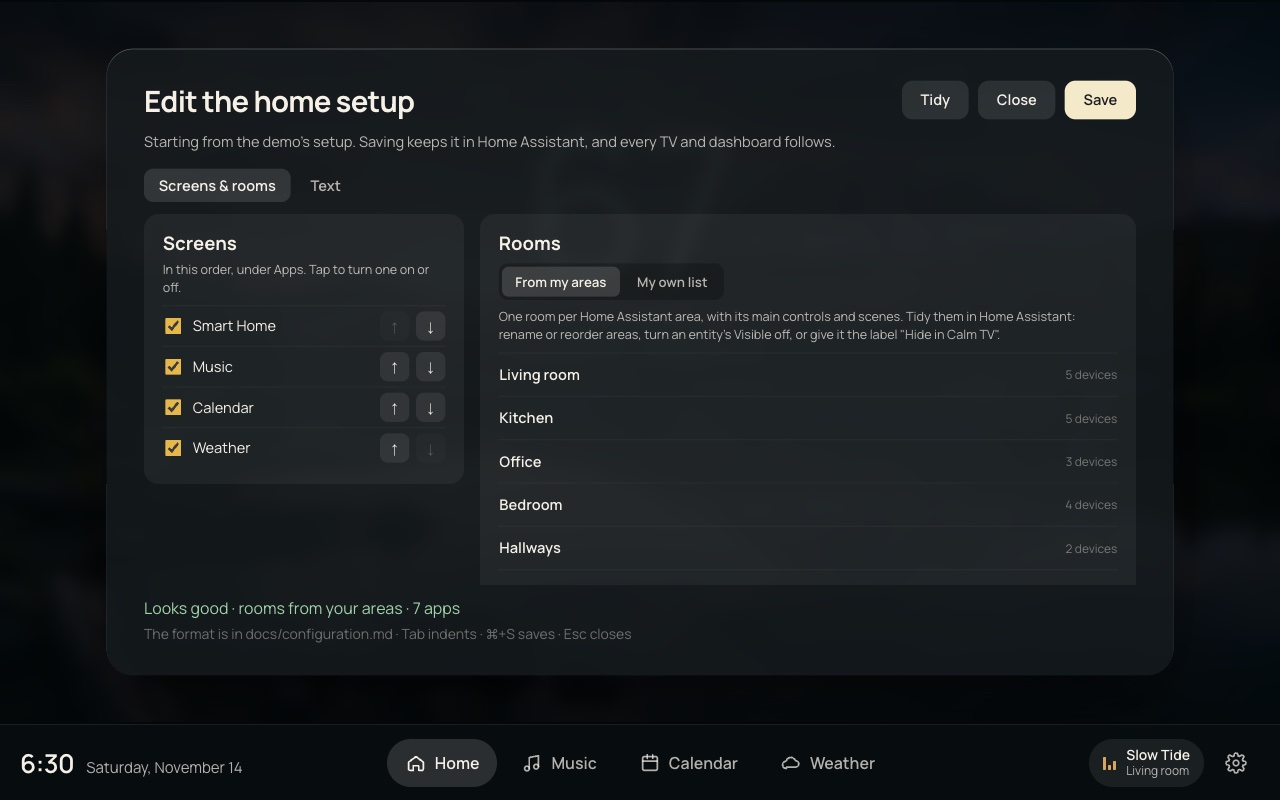 Edit the home setup
Tidy
Close
Save
Starting from the demo's setup. Saving keeps it in Home Assistant, and every TV and dashboard follows.
Screens & rooms
Text
Screens
In this order, under Apps. Tap to turn one on or
off.
Smart Home
↑ ↓
Music
↑ ↓
Calendar
↑ ↓
Weather
↑ ↓
Rooms
From my areas
My own list
One room per Home Assistant area, with its main controls and scenes. Tidy them in Home Assistant:
rename or reorder areas, turn an entity's Visible off, or give it the label "Hide in Calm TV".
Living room
5 devices
Kitchen
5 devices
Office
3 devices
Bedroom
4 devices
Hallways
2 devices
Looks good · rooms from your areas · 7 apps
The format is in docs/configuration.md · Tab indents · ⌘+S saves · Esc closes
6:30
Saturday, November 14
Home
Music
Calendar
Weather
Slow Tide
Living room